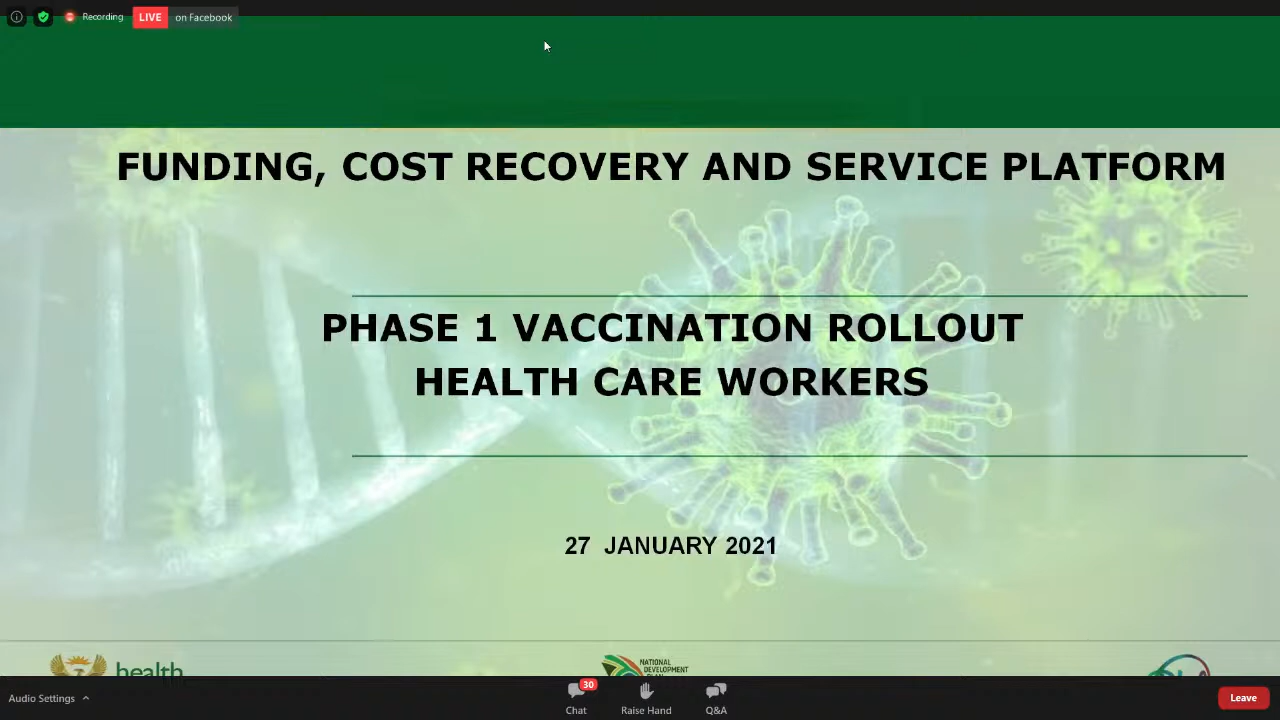 Recording
LIVE
on Facebook
FUNDING, COST RECOVERY AND SERVICE PLATFORM
PHASE 1 VACCINATION ROLLOUT
HEALTH CARE WORKERS
27 JANUARY 2021
health
NATIONAL
DEVELOPMENT
Audio Settings
30
Chat
Raise Hand
Q&A
Leave